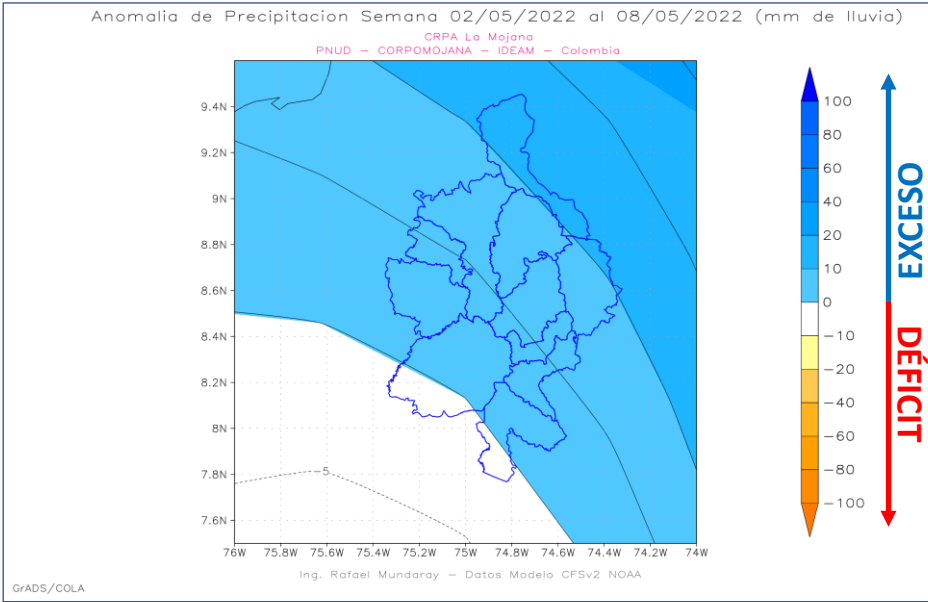 Anomalia de Precipitacion Semana 02/05/2022 al 08/05/2022 (mm de lluvia)
CRPA La Mojana
PNUD – CORPOMOJANA – IDEAM – Colombia
9.4N
9.2N
9N
8.8N
8.6N
8.4N
8.2N
8N
7.8N
7.6N
-5
76W 75.8W 75.6W 75.4W 75.2W 75W 74.8W 74.6W 74.4W 74.2W 74W
100
80
60
40
20
10
0
-10
-20
-40
-60
-80
-100
EXCESO
DÉFICIT
Ing. Rafael Mundaray – Datos Modelo CFSv2 NOAA
GrADS/COLA